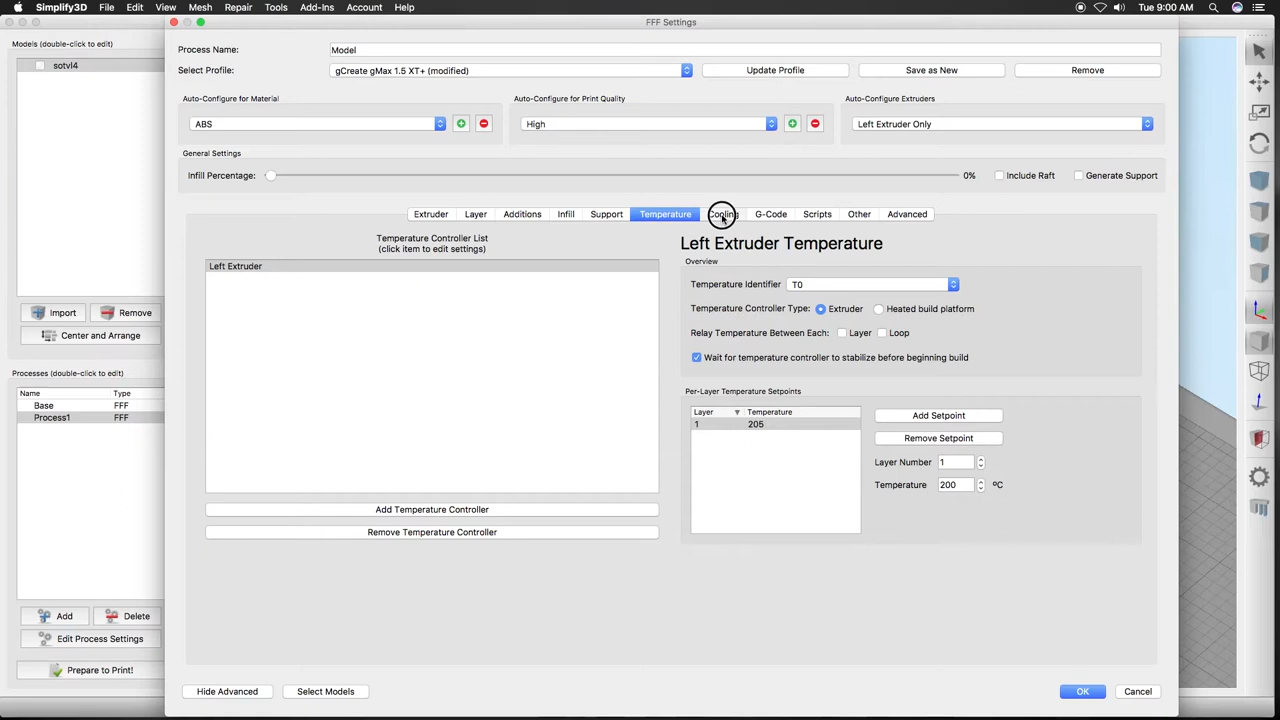 Simplify3D File Edit View Mesh Repair Tools Add-Ins Account Help Tue 9:00 AM
FFF Settings
Models (double-click to edit)
sotvl4
Import Remove
Center and Arrange
Processes (double-click to edit)
Name Type
Base FFF
Process1 FFF
Add Delete
Edit Process Settings
Prepare to Print!
Process Name: Model
Select Profile: gCreate gMax 1.5 XT+ (modified) Update Profile Save as New Remove
Auto-Configure for Material Auto-Configure for Print Quality Auto-Configure Extruders
ABS High Left Extruder Only
General Settings
Infill Percentage: 0% Include Raft Generate Support
Extruder Layer Additions Infill Support Temperature Cooling G-Code Scripts Other Advanced
Temperature Controller List
(click item to edit settings)
Left Extruder
Add Temperature Controller
Remove Temperature Controller
Left Extruder Temperature
Overview
Temperature Identifier T0
Temperature Controller Type: Extruder Heated build platform
Relay Temperature Between Each: Layer Loop
Wait for temperature controller to stabilize before beginning build
Per-Layer Temperature Setpoints
Layer Temperature
1 205
Add Setpoint
Remove Setpoint
Layer Number 1
Temperature 200 ºC
Hide Advanced Select Models OK Cancel